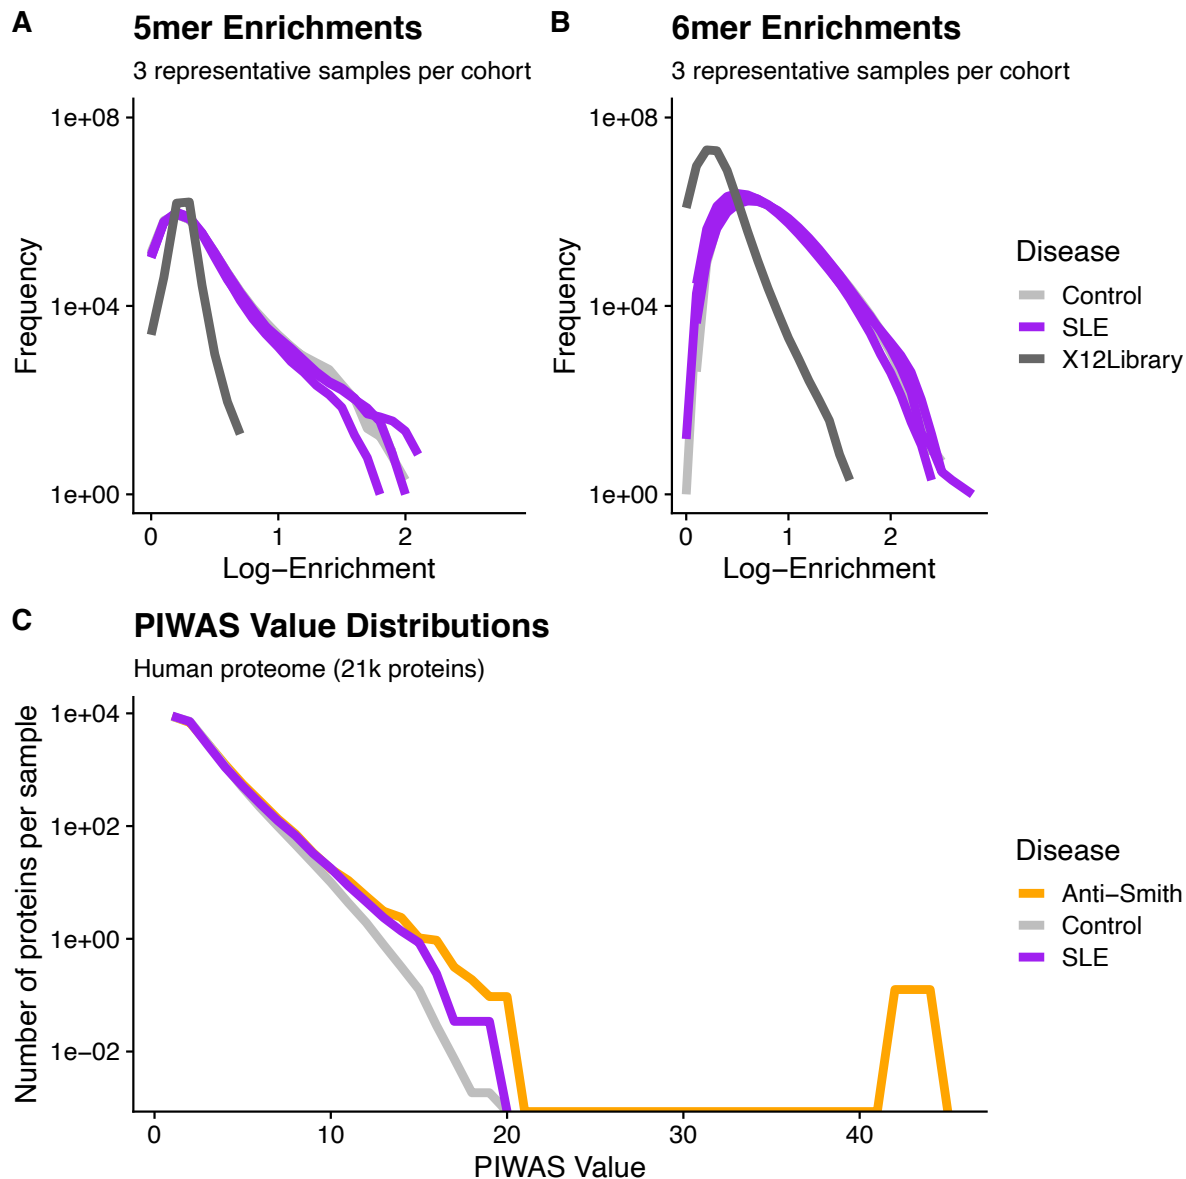 A
5mer Enrichments
3 representative samples per cohort
1e+08
1e+04
1e+00
Frequency
0 1 2
Log−Enrichment
B
6mer Enrichments
3 representative samples per cohort
1e+08
1e+04
1e+00
Frequency
0 1 2
Log−Enrichment
Disease
Control
SLE
X12Library
C
PIWAS Value Distributions
Human proteome (21k proteins)
1e+04
1e+02
1e+00
1e−02
Number of proteins per sample
0 10 20 30 40
PIWAS Value
Disease
Anti−Smith
Control
SLE